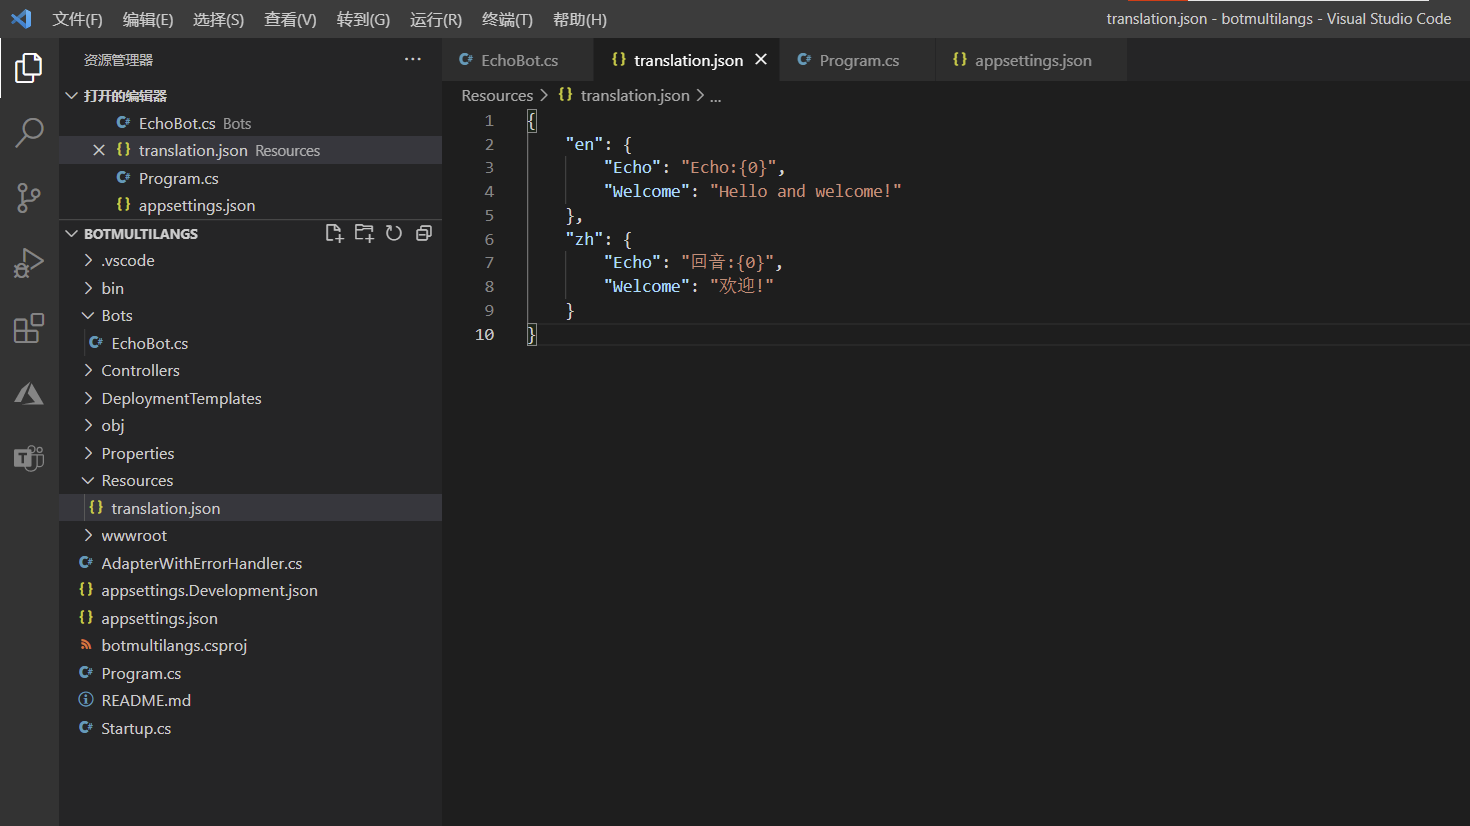 文件(F) 编辑(E) 选择(S) 查看(V) 转到(G) 运行(R) 终端(T) 帮助(H) translation.json - botmultilangs - Visual Studio Code
资源管理器 ...
打开的编辑器
C# EchoBot.cs Bots
{} translation.json Resources
C# Program.cs
{} appsettings.json
BOTMULTILANGS
.vscode
bin
Bots
C# EchoBot.cs
Controllers
DeploymentTemplates
obj
Properties
Resources
{} translation.json
wwwroot
C# AdapterWithErrorHandler.cs
{} appsettings.Development.json
{} appsettings.json
botmultilangs.csproj
C# Program.cs
README.md
C# Startup.cs
C# EchoBot.cs {} translation.json C# Program.cs {} appsettings.json
Resources > {} translation.json > ...
1 {
2 "en": {
3 "Echo": "Echo:{0}",
4 "Welcome": "Hello and welcome!"
5 },
6 "zh": {
7 "Echo": "回音:{0}",
8 "Welcome": "欢迎!"
9 }
10 }